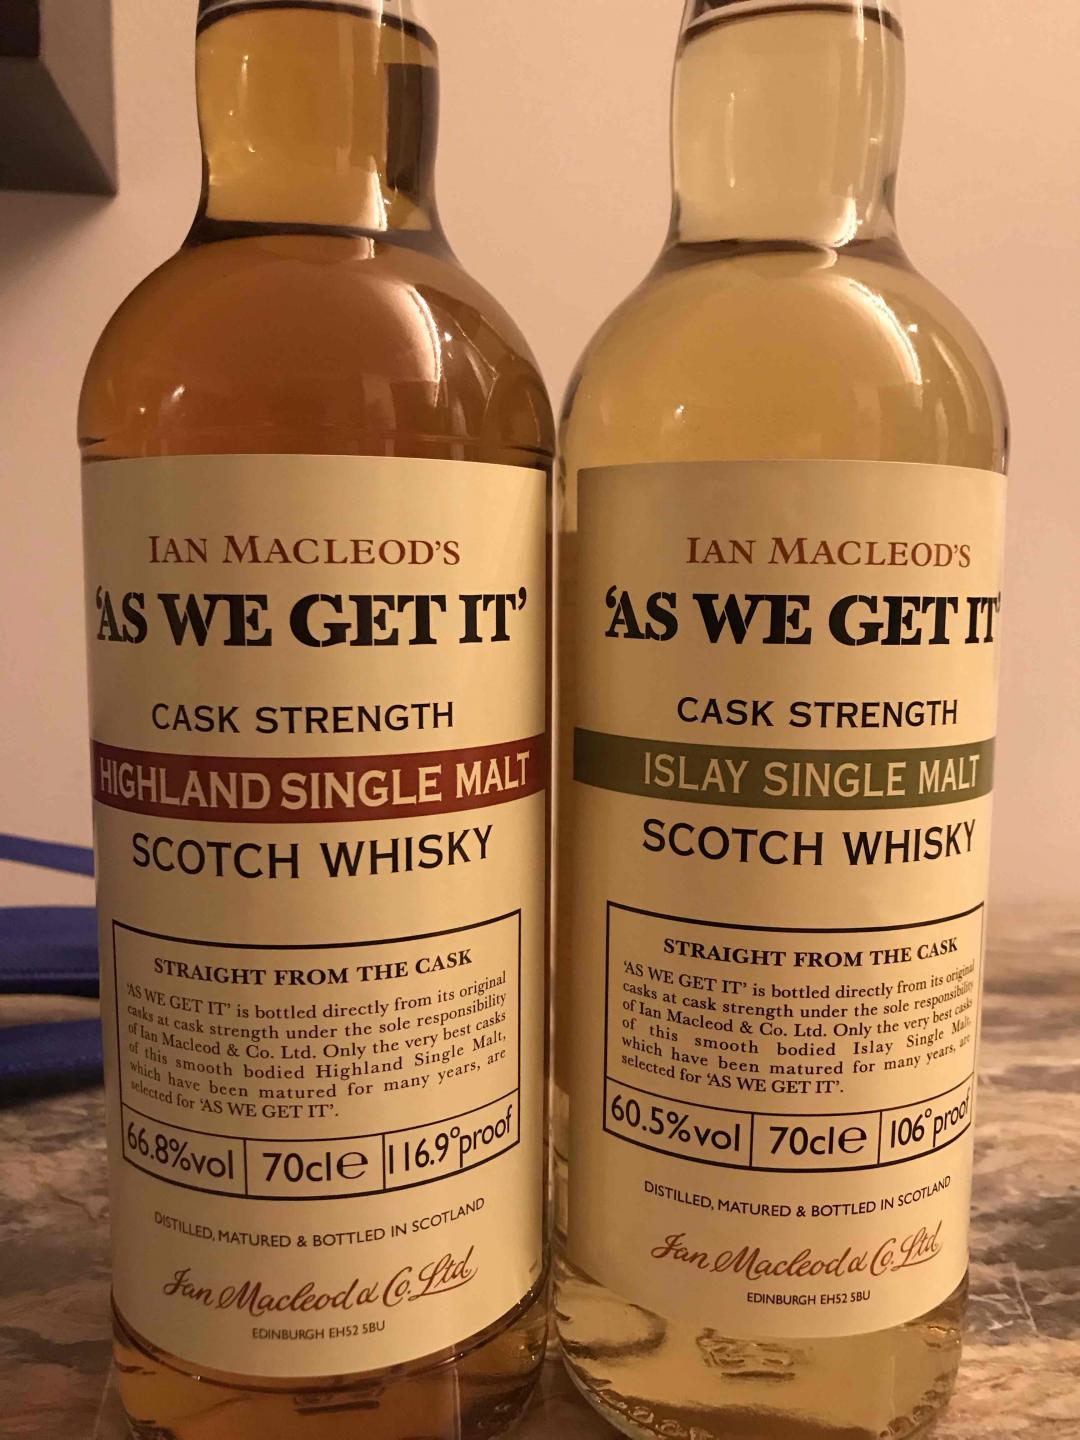 IAN MACLEOD'S
'AS WE GET IT'
CASK STRENGTH
HIGHLAND SINGLE MALT
SCOTCH WHISKY
STRAIGHT FROM THE CASK
'AS WE GET IT' is bottled directly from its original
casks at cask strength under the sole responsibility
of Ian Macleod & Co. Ltd. Only the very best casks
of this smooth bodied Highland Single Malt,
which have been matured for many years, are
selected for 'AS WE GET IT'.
66.8%vol 70cl e 116.9°proof
DISTILLED, MATURED & BOTTLED IN SCOTLAND
Ian Macleod & Co. Ltd.
EDINBURGH EH52 5BU
IAN MACLEOD'S
'AS WE GET IT'
CASK STRENGTH
ISLAY SINGLE MALT
SCOTCH WHISKY
STRAIGHT FROM THE CASK
'AS WE GET IT' is bottled directly from its original
casks at cask strength under the sole responsibility
of Ian Macleod & Co. Ltd. Only the very best casks
of this smooth bodied Islay Single Malt,
which have been matured for many years, are
selected for 'AS WE GET IT'.
60.5%vol 70cl e 106°proof
DISTILLED, MATURED & BOTTLED IN SCOTLAND
Ian Macleod & Co. Ltd.
EDINBURGH EH52 5BU